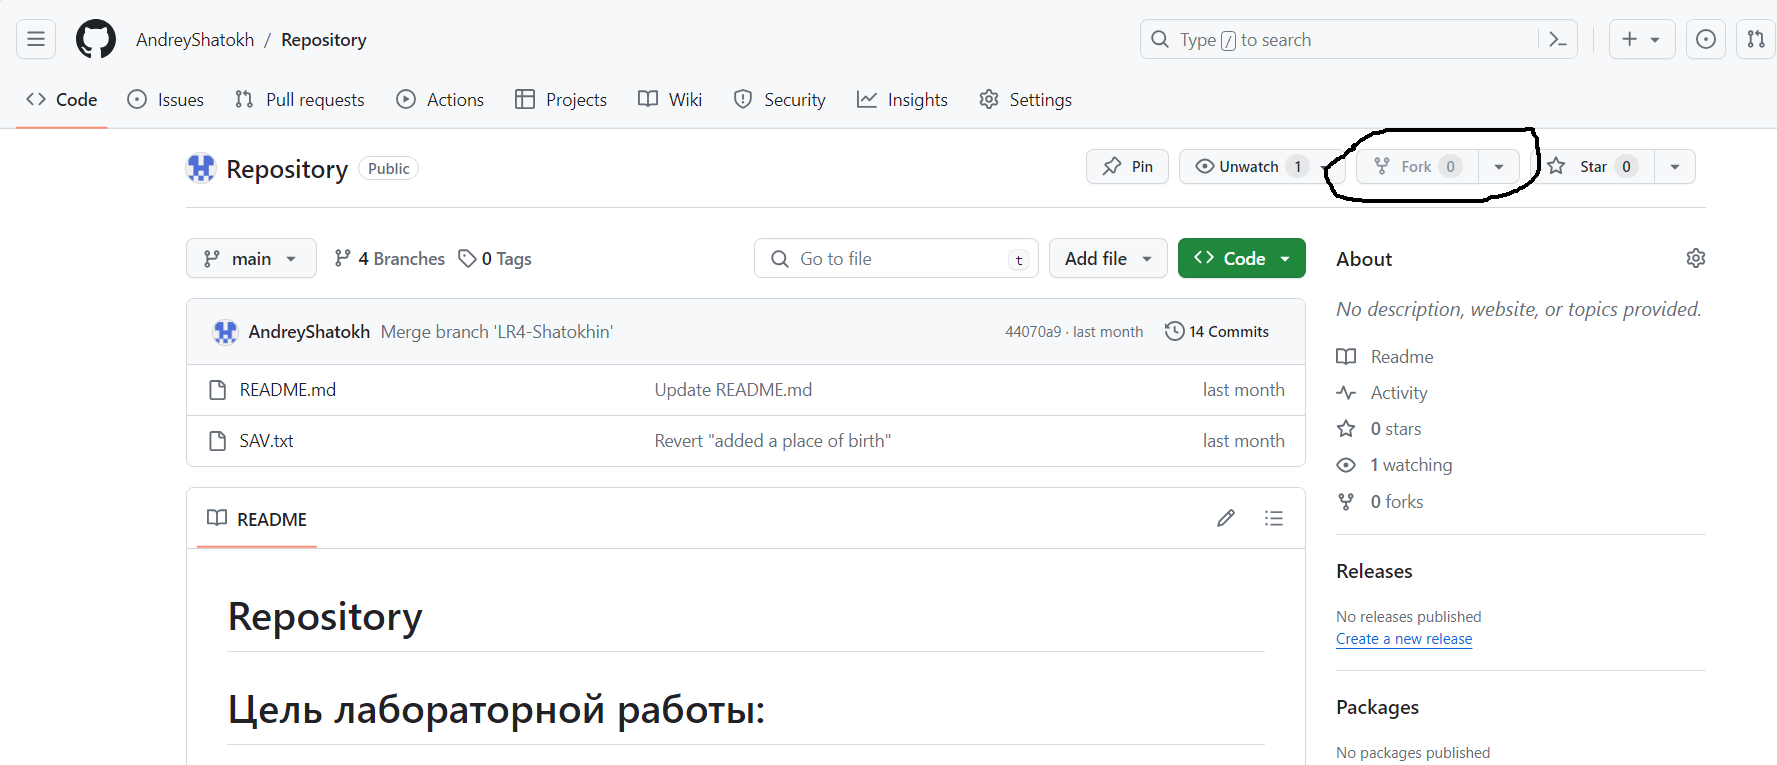 AndreyShatokh / Repository
Type / to search
Code Issues Pull requests Actions Projects Wiki Security Insights Settings
Repository Public
Pin Unwatch 1 Fork 0 Star 0
main 4 Branches 0 Tags Go to file t Add file Code
AndreyShatokh Merge branch 'LR4-Shatokhin' 44070a9 · last month 14 Commits
README.md Update README.md last month
SAV.txt Revert "added a place of birth" last month
README
Repository
Цель лабораторной работы:
About
No description, website, or topics provided.
Readme
Activity
0 stars
1 watching
0 forks
Releases
No releases published
Create a new release
Packages
No packages published